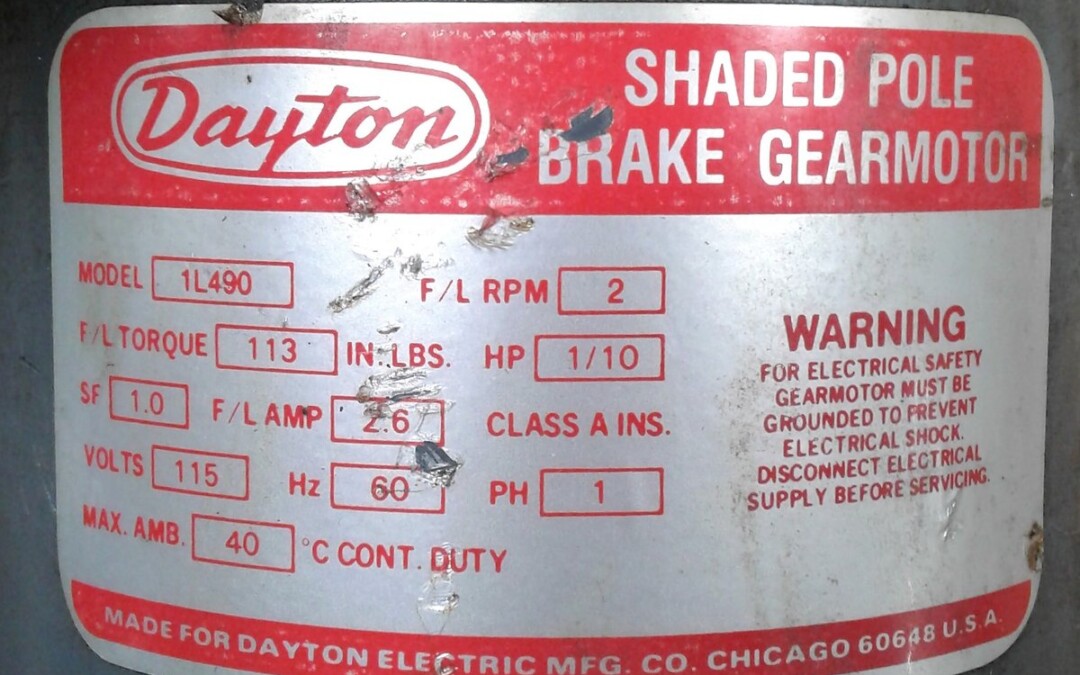 Dayton
SHADED POLE
BRAKE GEARMOTOR
MODEL 1L490
F/L RPM 2
F/L TORQUE 113 IN. LBS.
HP 1/10
SF 1.0 F/L AMP 2.6
CLASS A INS.
VOLTS 115 Hz 60
PH 1
MAX. AMB. 40 °C CONT. DUTY
WARNING
FOR ELECTRICAL SAFETY
GEARMOTOR MUST BE
GROUNDED TO PREVENT
ELECTRICAL SHOCK.
DISCONNECT ELECTRICAL
SUPPLY BEFORE SERVICING.
MADE FOR DAYTON ELECTRIC MFG. CO. CHICAGO 60648 U.S.A.